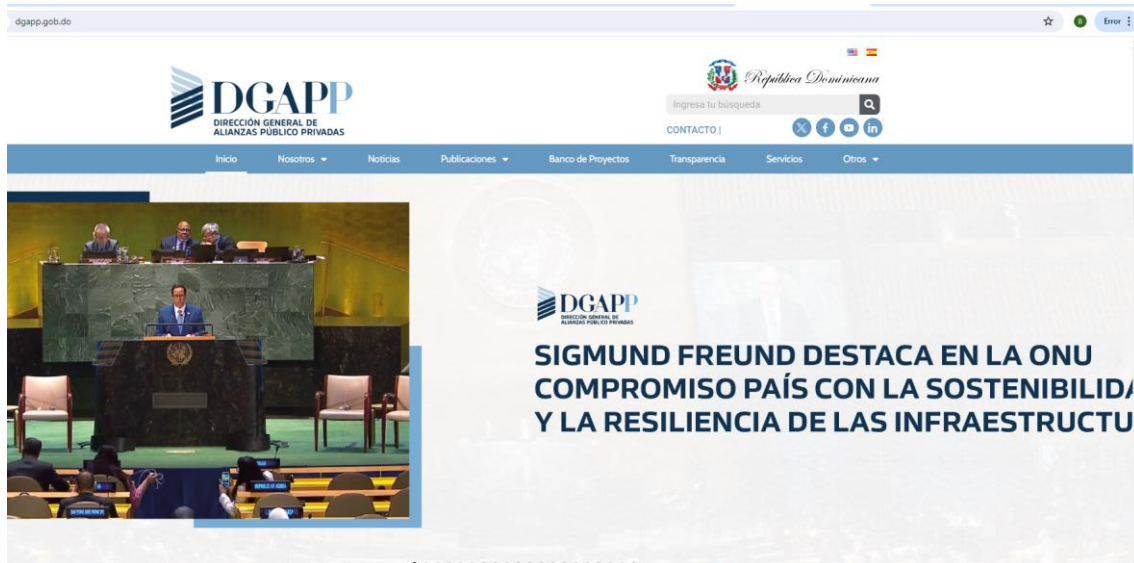 dgapp.gob.do
Error
República Dominicana
DGAPP
DIRECCIÓN GENERAL DE
ALIANZAS PÚBLICO PRIVADAS
Ingresa tu búsqueda
CONTACTO |
Inicio Nosotros Noticias Publicaciones Banco de Proyectos Transparencia Servicios Otros
DGAPP
DIRECCIÓN GENERAL DE
ALIANZAS PÚBLICO PRIVADAS
SIGMUND FREUND DESTACA EN LA ONU
COMPROMISO PAÍS CON LA SOSTENIBILIDA
Y LA RESILIENCIA DE LAS INFRAESTRUCTU